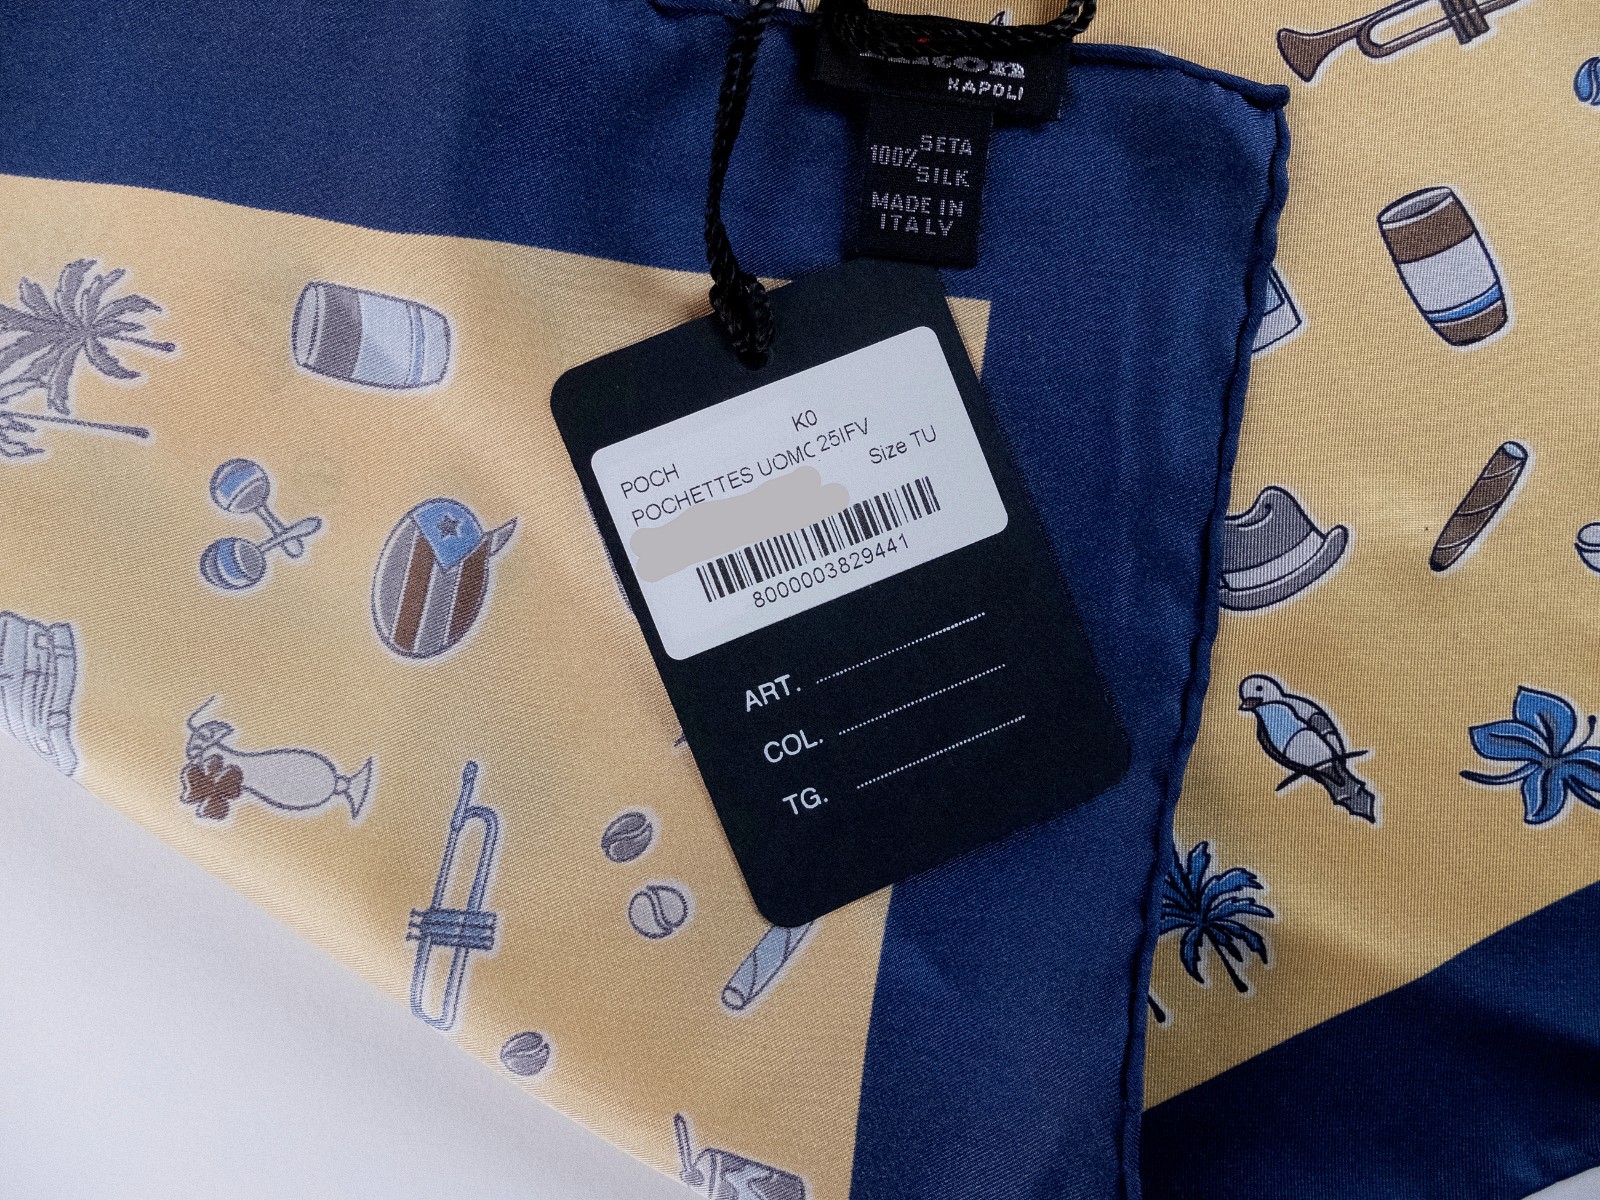 NAPOLI
100% SETA
SILK
MADE IN
ITALY
K0
POCH
POCHETTES UOMO 25IFV
Size TU
8000003829441
ART.
COL.
TG.